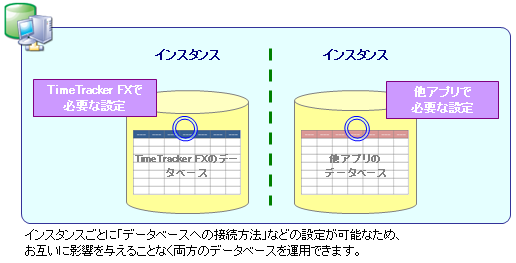 インスタンス
インスタンス
TimeTracker FXで
必要な設定
他アプリで
必要な設定
TimeTracker FXのデー
タベース
他アプリの
データベース
インスタンスごとに「データベースへの接続方法」などの設定が可能なため、
お互いに影響を与えることなく両方のデータベースを運用できます。